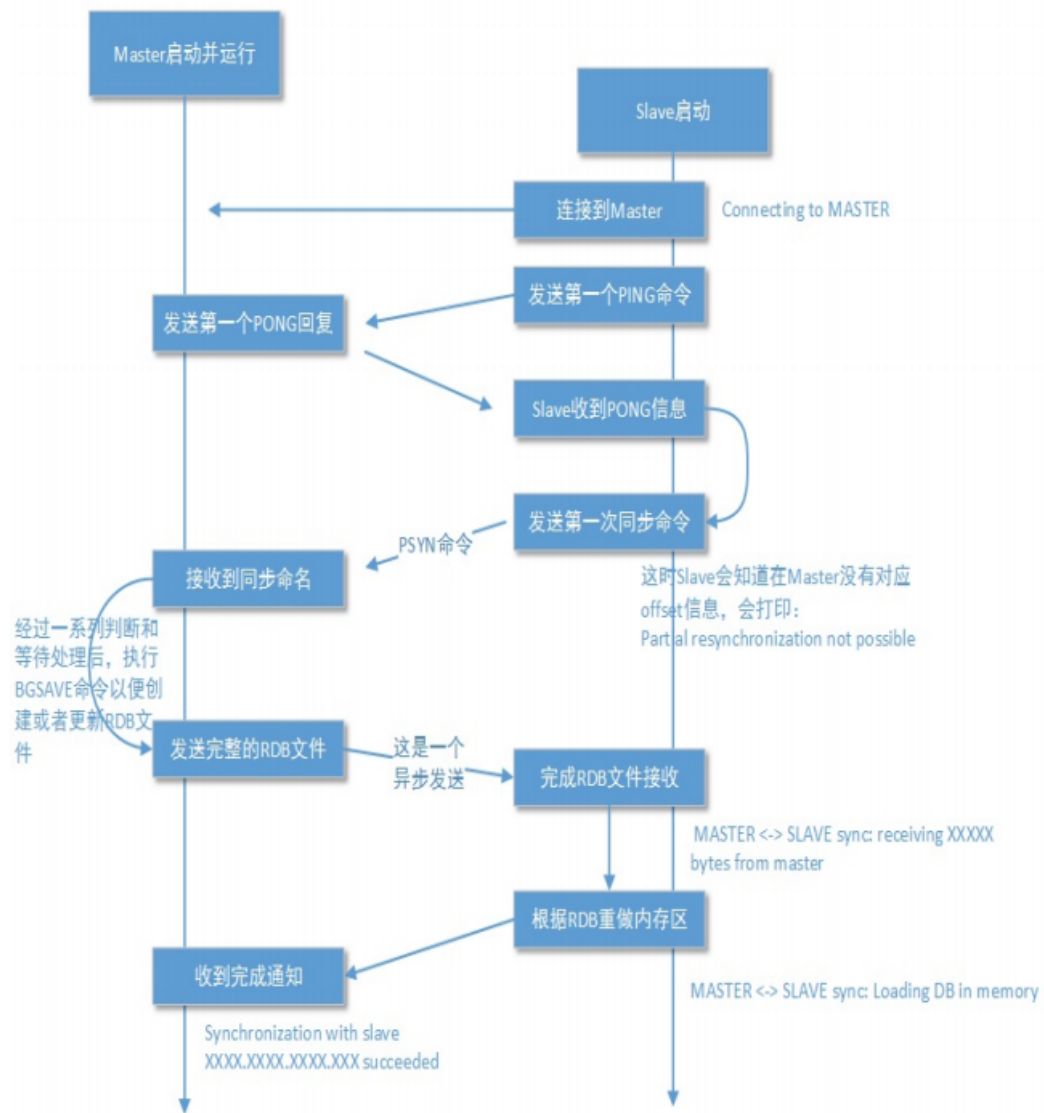 Master启动并运行
Slave启动
连接到Master
Connecting to MASTER
发送第一个PING命令
发送第一个PONG回复
Slave收到PONG信息
发送第一次同步命令
PSYN命令
接收到同步命名
这时Slave会知道在Master没有对应
offset信息，会打印：
Partial resynchronization not possible
经过一系列判断和
等待处理后，执行
BGSAVE命令以便创
建或者更新RDB文
件
发送完整的RDB文件
这是一个
异步发送
完成RDB文件接收
MASTER <-> SLAVE sync: receiving XXXXX
bytes from master
根据RDB重做内存区
收到完成通知
MASTER <-> SLAVE sync: Loading DB in memory
Synchronization with slave
XXXX.XXXX.XXXX.XXX succeeded